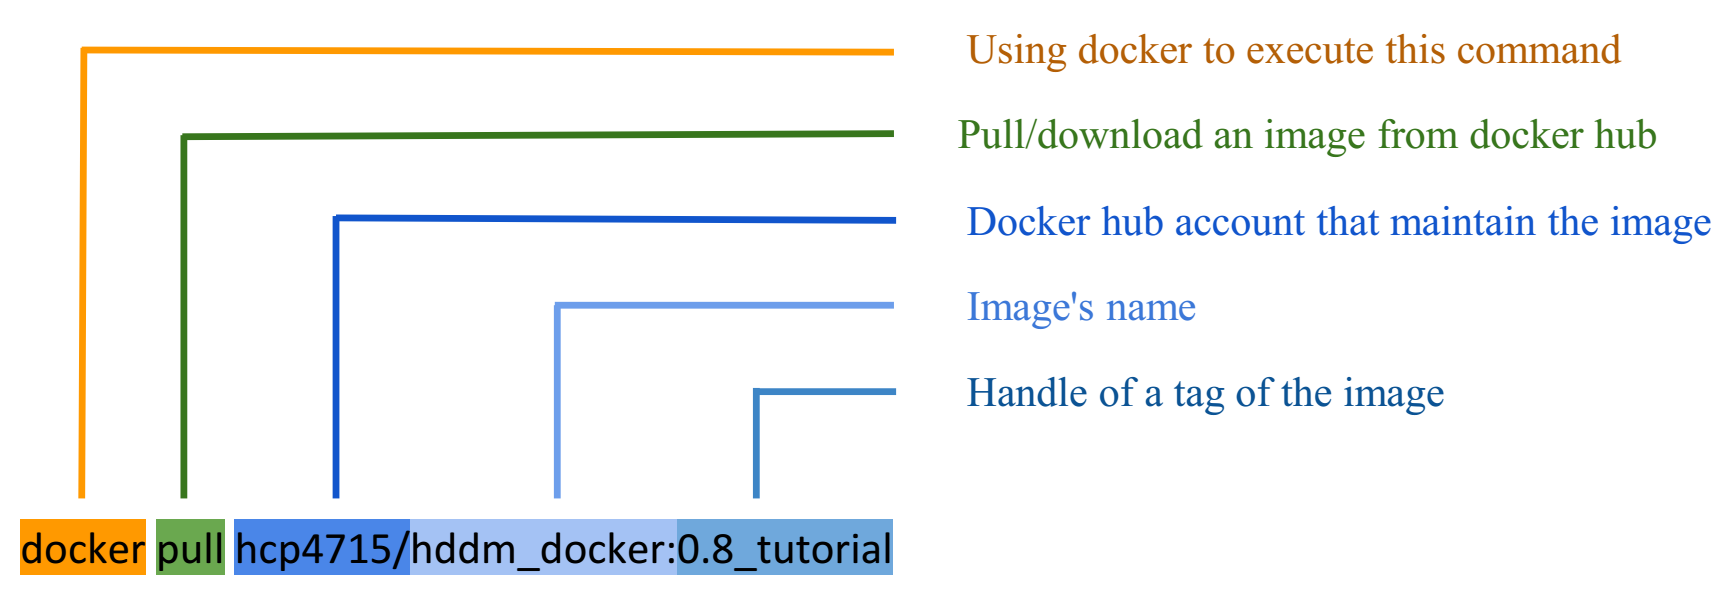 Using docker to execute this command
Pull/download an image from docker hub
Docker hub account that maintain the image
Image's name
Handle of a tag of the image
docker pull hcp4715/hddm_docker:0.8_tutorial